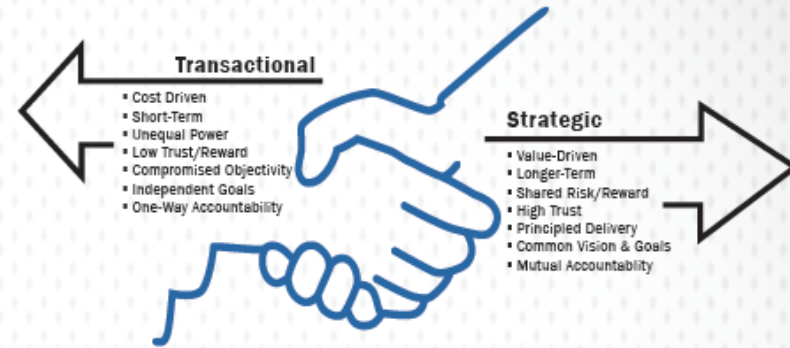 Transactional
▪ Cost Driven
▪ Short-Term
▪ Unequal Power
▪ Low Trust/Reward
▪ Compromised Objectivity
▪ Independent Goals
▪ One-Way Accountability
Strategic
▪ Value-Driven
▪ Longer-Term
▪ Shared Risk/Reward
▪ High Trust
▪ Principled Delivery
▪ Common Vision & Goals
▪ Mutual Accountablity